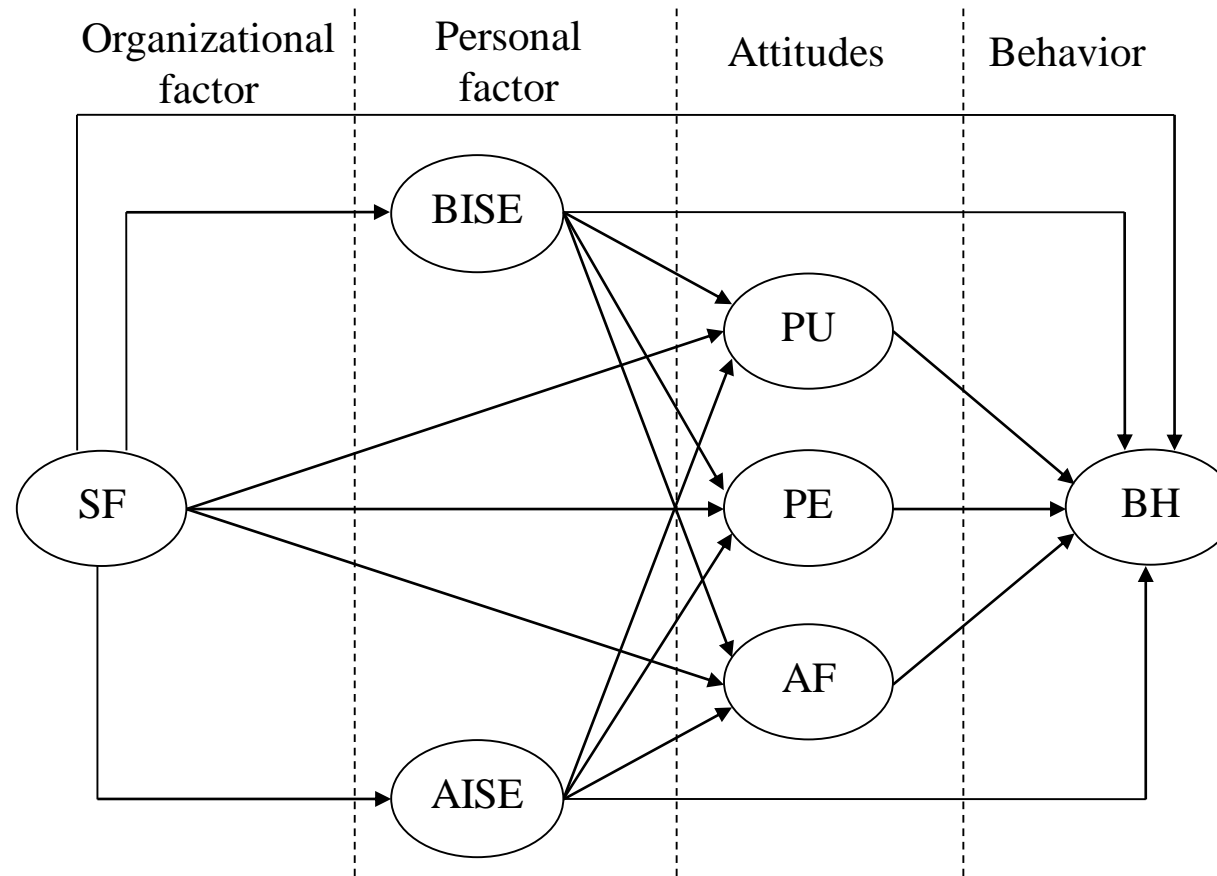 Organizational
factor
Personal
factor
Attitudes
Behavior
BISE
PU
SF
PE
BH
AF
AISE